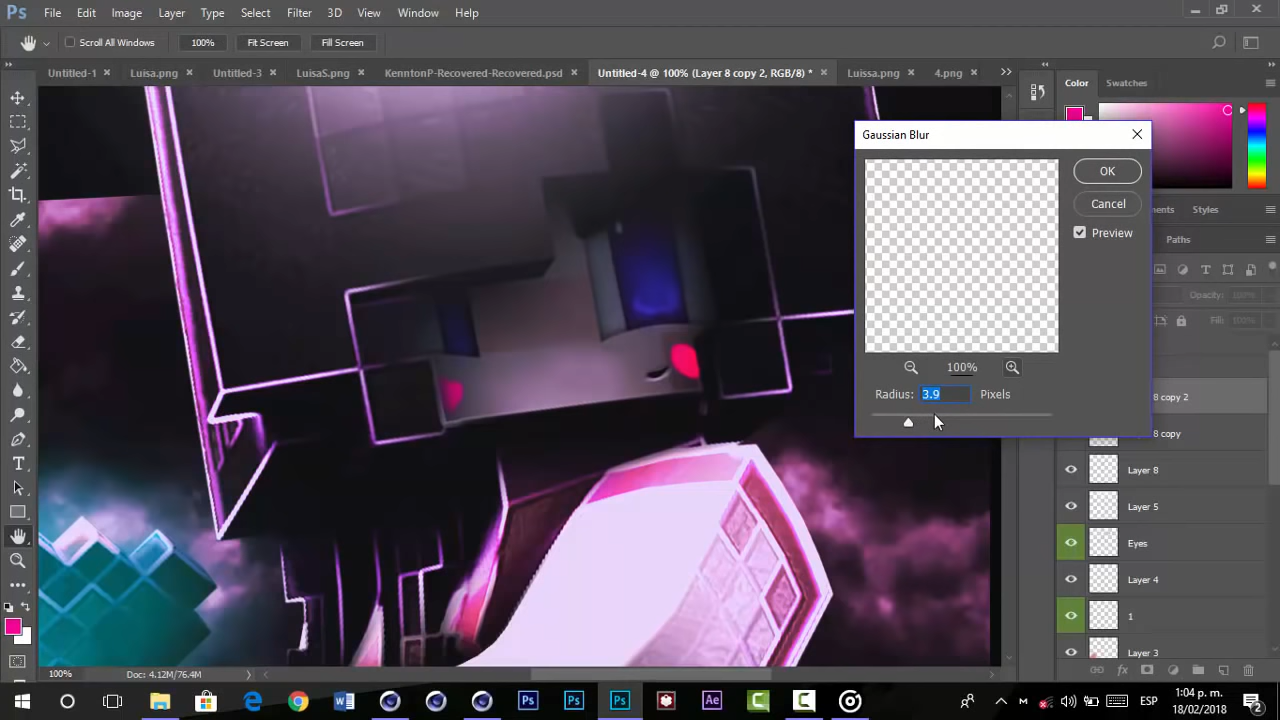 Ps File Edit Image Layer Type Select Filter 3D View Window Help
Scroll All Windows 100% Fit Screen Fill Screen
Untitled-1 × Luisa.png × Untitled-3 × LuisaS.png × KenntonP-Recovered-Recovered.psd × Untitled-4 @ 100% (Layer 8 copy 2, RGB/8) * × Luissa.png × 4.png ×
Color Swatches
Gaussian Blur
OK
Cancel
Preview
ments Styles
Paths
Opacity: 100%
Fill: 100%
100%
Radius: 3.9 Pixels
8 copy 2
8 copy
Layer 8
Layer 5
Eyes
Layer 4
1
Layer 3
100% Doc: 4.12M/76.4M
ESP
1:04 p. m.
18/02/2018
2